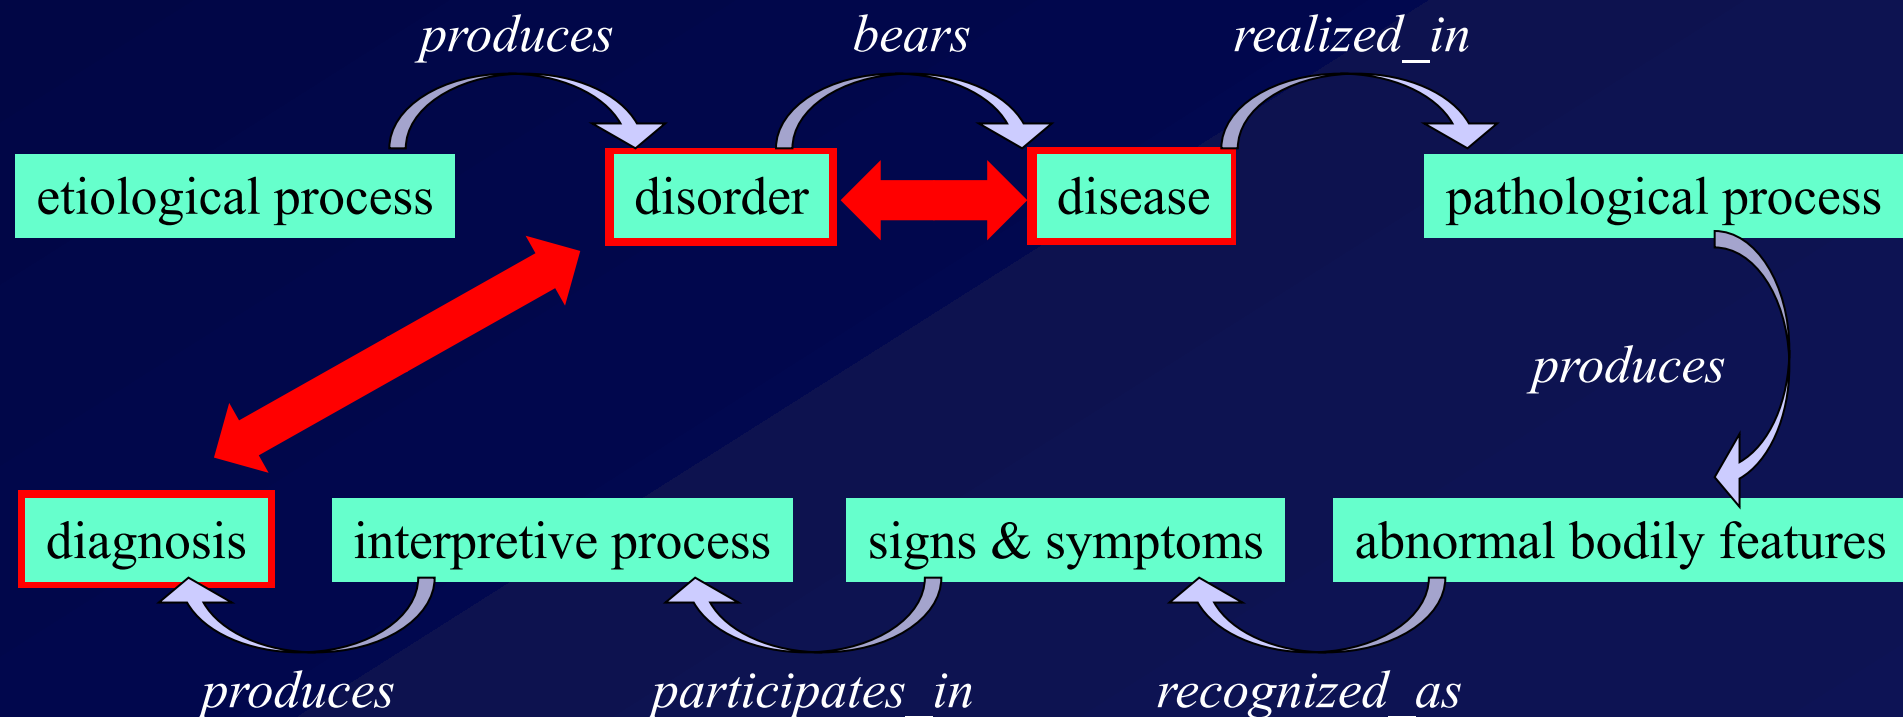 produces bears realized_in
etiological process disorder disease pathological process
produces
diagnosis interpretive process signs & symptoms abnormal bodily features
produces participates_in recognized_as